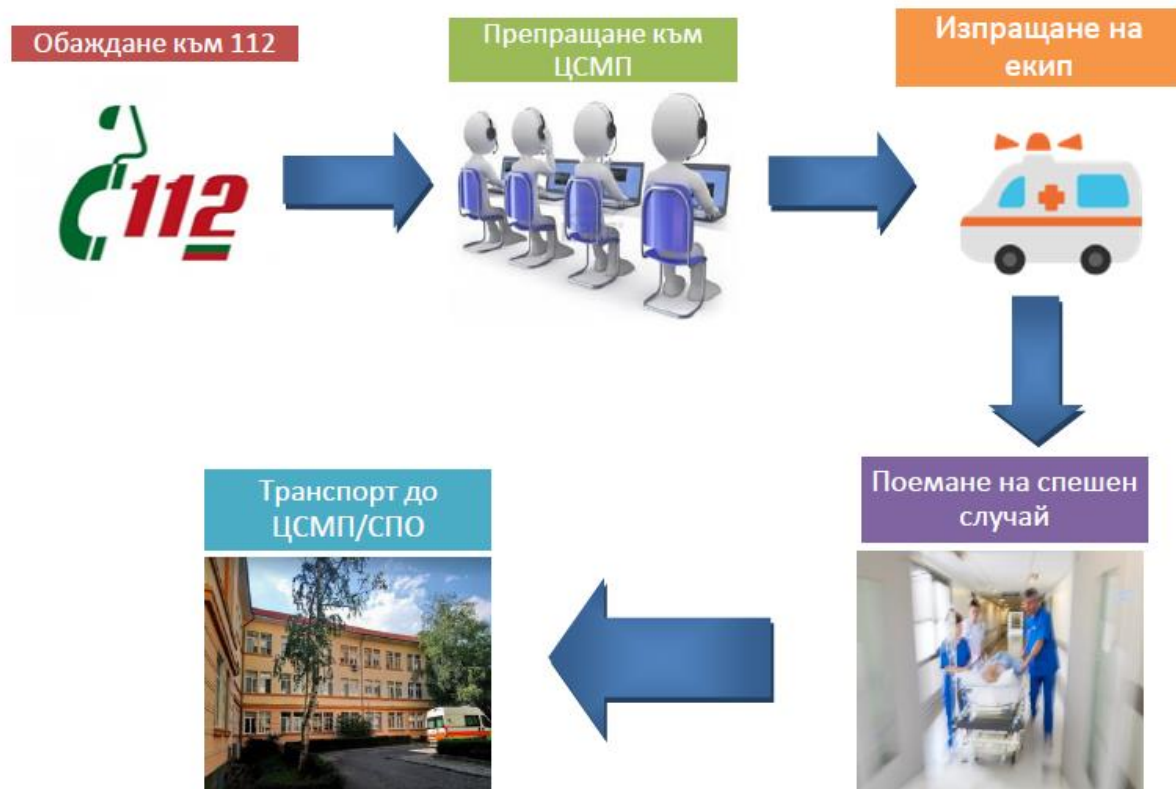 Обаждане към 112
Препращане към
ЦСМП
Изпращане на
екип
112
Поемане на спешен
случай
Транспорт до
ЦСМП/СПО